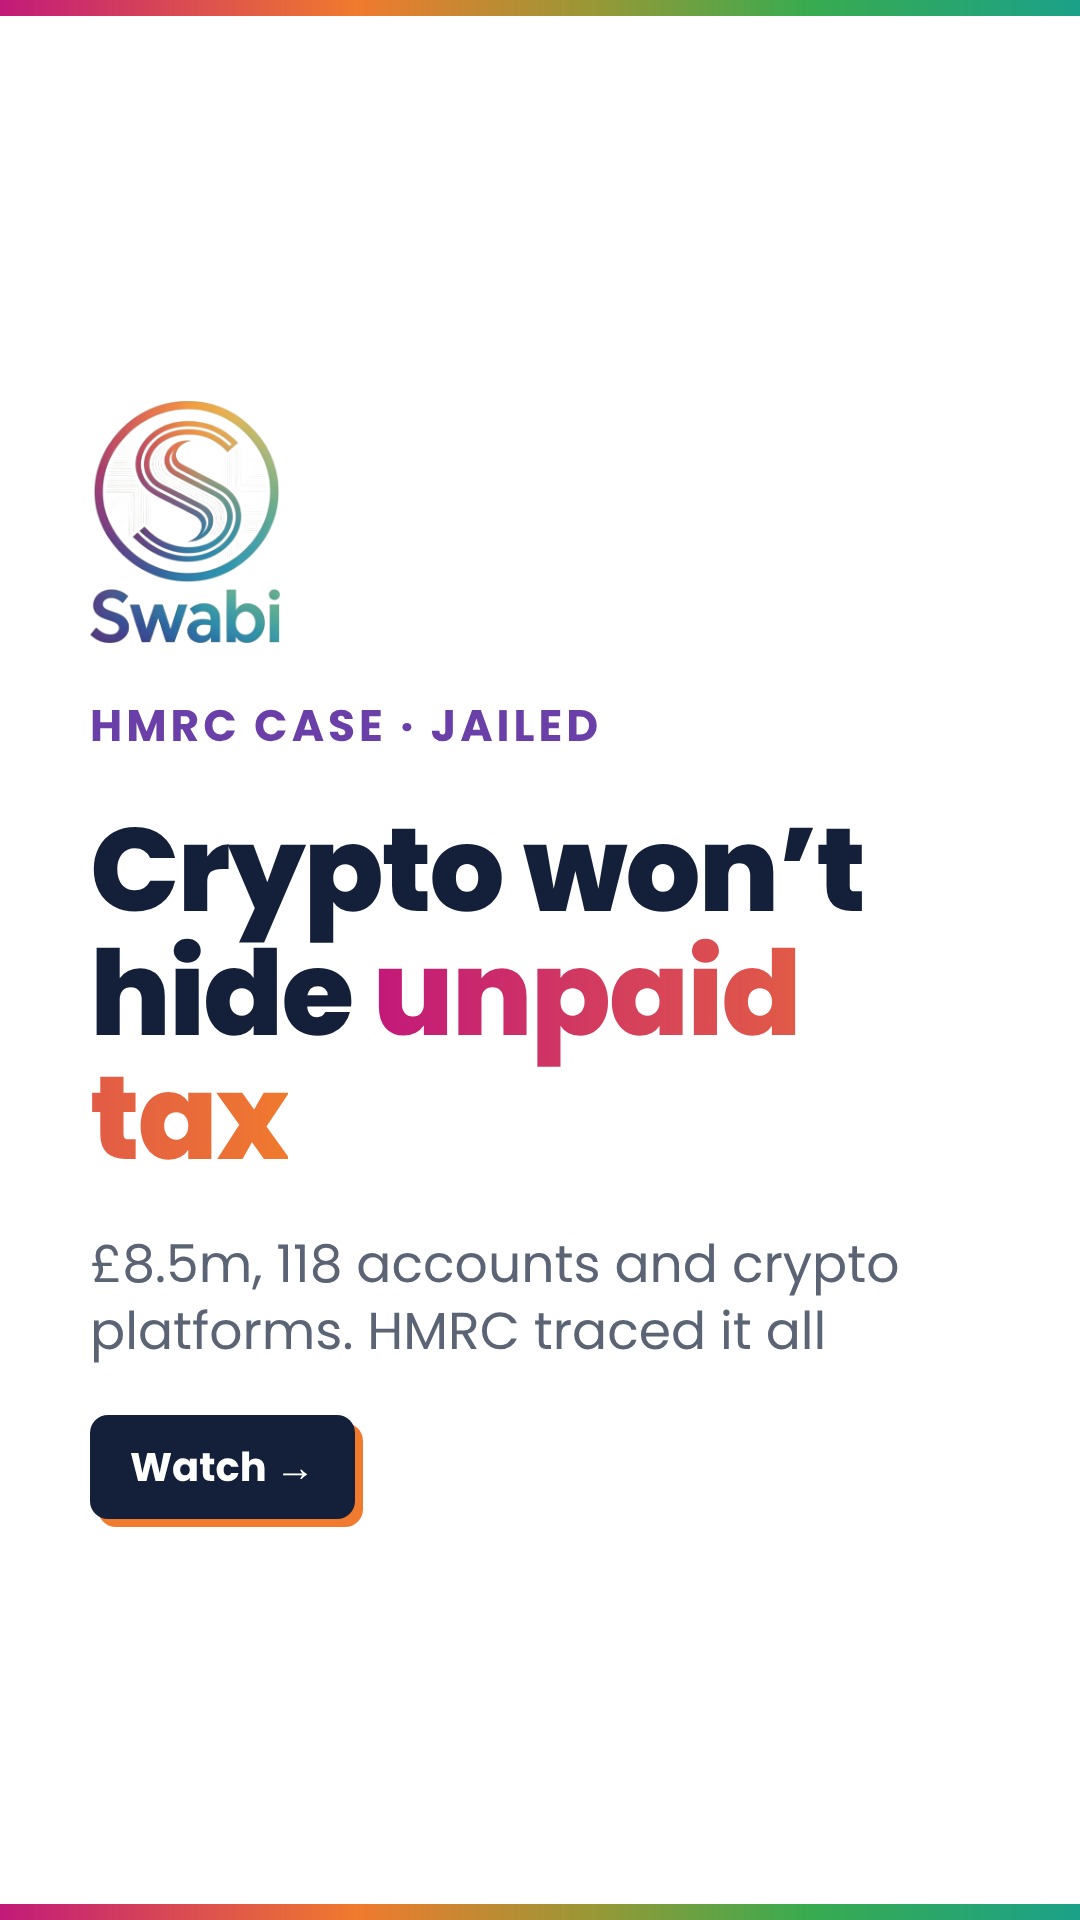 Swabi
HMRC CASE · JAILED
Crypto won’t
hide unpaid
tax
£8.5m, 118 accounts and crypto
platforms. HMRC traced it all
Watch →